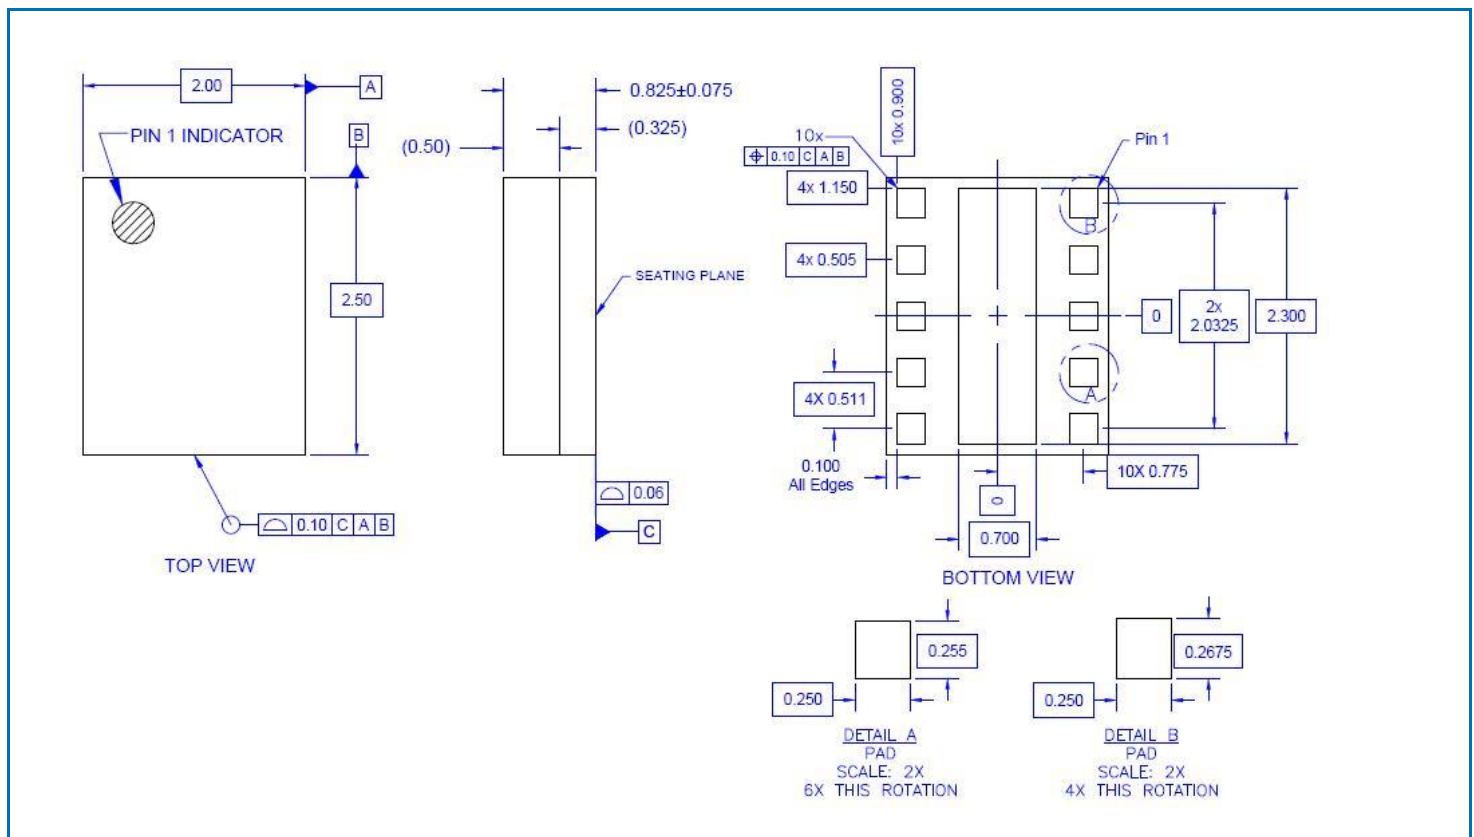 2.00
A
PIN 1 INDICATOR
B
2.50
0.10 C A B
TOP VIEW
0.825±0.075
(0.325)
(0.50)
SEATING PLANE
0.06
C
10x 0.900
10x
0.10 C A B
Pin 1
4x 1.150
B
4x 0.505
0
2x
2.0325
2.300
A
4X 0.511
0.100
All Edges
10X 0.775
0
0.700
BOTTOM VIEW
0.255
0.250
DETAIL A
PAD
SCALE: 2X
6X THIS ROTATION
0.2675
0.250
DETAIL B
PAD
SCALE: 2X
4X THIS ROTATION